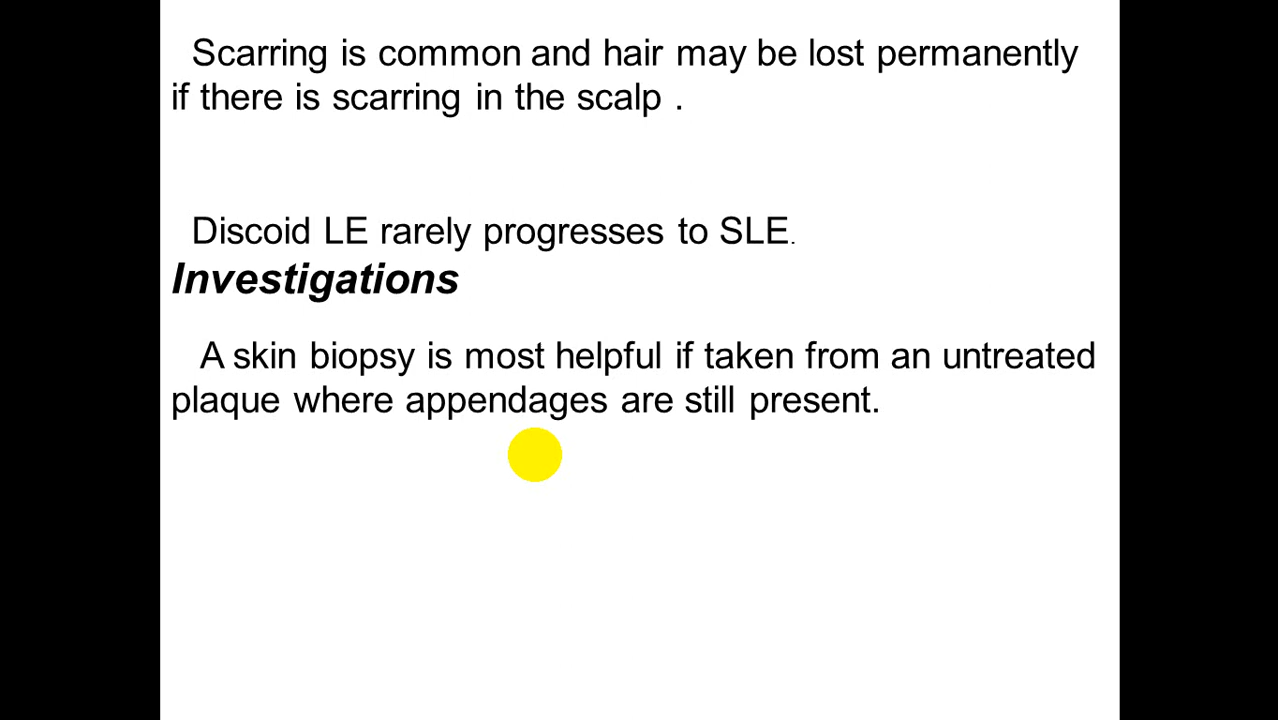 Scarring is common and hair may be lost permanently
if there is scarring in the scalp .
Discoid LE rarely progresses to SLE.
Investigations
A skin biopsy is most helpful if taken from an untreated
plaque where appendages are still present.